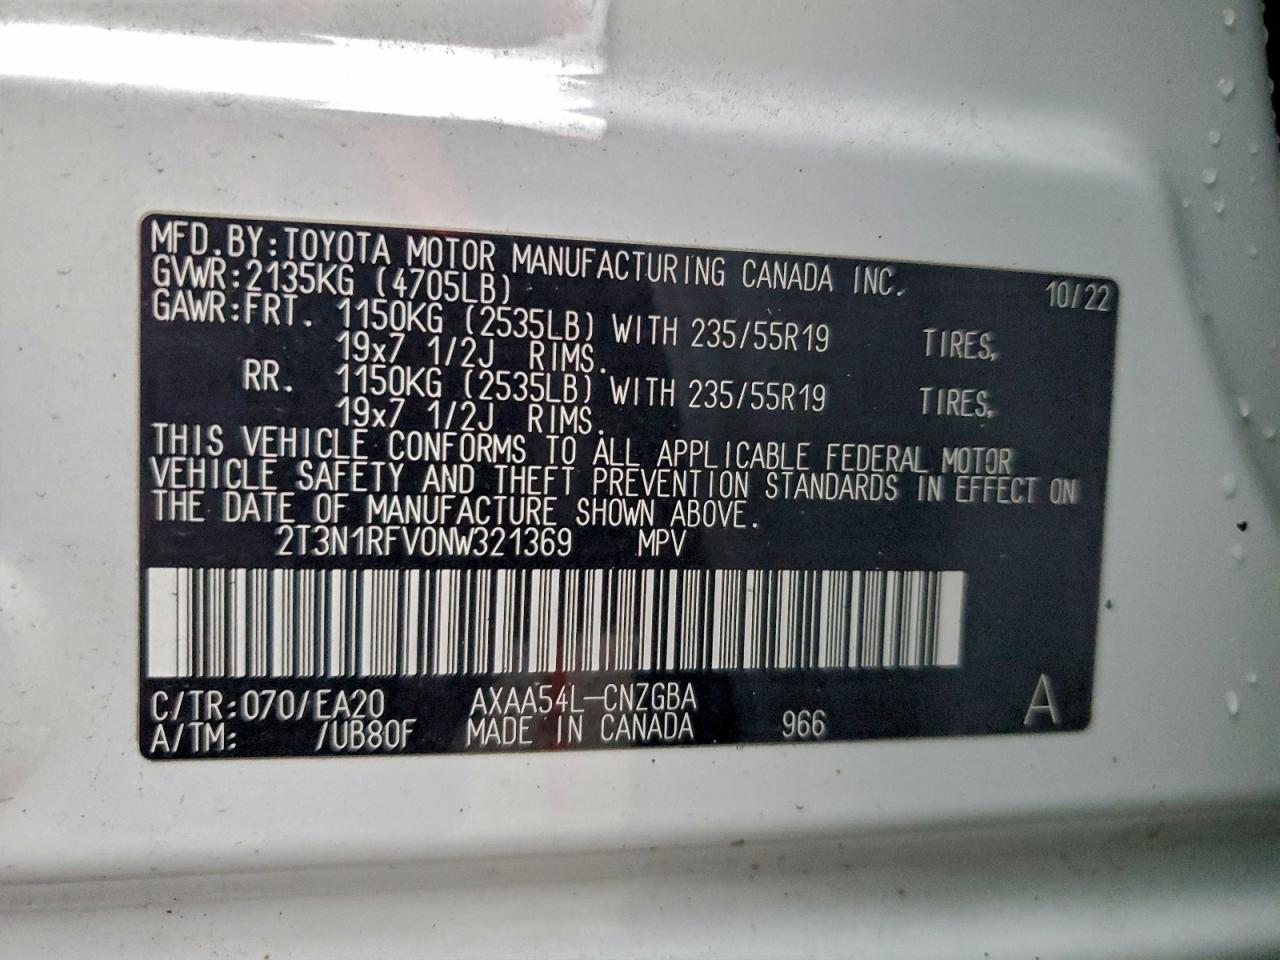 MFD.BY:TOYOTA MOTOR MANUFACTURING CANADA INC. 10/22
GVWR:2135KG (4705LB)
GAWR:FRT. 1150KG (2535LB) WITH 235/55R19 TIRES,
19x7 1/2J RIMS.
RR. 1150KG (2535LB) WITH 235/55R19 TIRES,
19x7 1/2J RIMS.
THIS VEHICLE CONFORMS TO ALL APPLICABLE FEDERAL MOTOR
VEHICLE SAFETY AND THEFT PREVENTION STANDARDS IN EFFECT ON
THE DATE OF MANUFACTURE SHOWN ABOVE.
2T3N1RFV0NW321369 MPV
C/TR:070/EA20 AXAA54L-CNZGBA A
A/TM: /UB80F MADE IN CANADA 966